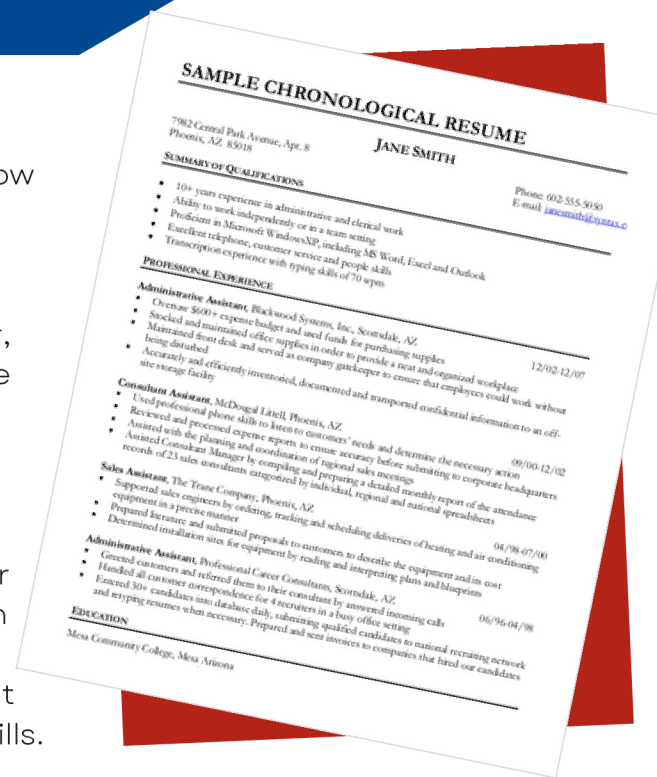 ow
,
e
r
n
t
ills.
SAMPLE CHRONOLOGICAL RESUME
JANE SMITH
7982 Central Park Avenue, Apt. 8
Phoenix, AZ 85018
Phone: 602-555-5050
E-mail: janesmith@syntax.c
SUMMARY OF QUALIFICATIONS
• 10+ years experience in administrative and clerical work
• Ability to work independently or in a team setting
• Proficient in Microsoft WindowsXP, including MS Word, Excel and Outlook
• Excellent telephone, customer service and people skills
• Transcription experience with typing skills of 70 wpm
PROFESSIONAL EXPERIENCE
Administrative Assistant, Blackwood Systems, Inc, Scottsdale, AZ 12/02-12/07
• Oversaw $600+ expense budget and used funds for purchasing supplies
• Stocked and maintained office supplies in order to provide a neat and organized workplace
• Maintained front desk and served as company gatekeeper to ensure that employees could work without
being disturbed
• Accurately and efficiently inventoried, documented and transported confidential information to an off-
site storage facility
Consultant Assistant, McDougal Littell, Phoenix, AZ 09/00-12/02
• Used professional phone skills to listen to customers' needs and determine the necessary action
• Reviewed and processed expense reports to ensure accuracy before submitting to corporate headquarters
• Assisted with the planning and coordination of regional sales meetings
• Assisted Consultant Manager by compiling and preparing a detailed monthly report of the attendance
records of 23 sales consultants categorized by individual, regional and national spreadsheets
Sales Assistant, The Trane Company, Phoenix, AZ 04/98-07/00
• Supported sales engineers by ordering, tracking and scheduling deliveries of heating and air conditioning
equipment in a precise manner
• Prepared literature and submitted proposals to customers to describe the equipment and its cost
• Determined installation sites for equipment by reading and interpreting plans and blueprints
Administrative Assistant, Professional Career Consultants, Scottsdale, AZ 06/96-04/98
• Greeted customers and referred them to their consultant by answered incoming calls
• Handled all customer correspondence for 4 recruiters in a busy office setting
• Entered 30+ candidates into database daily, submitting qualified candidates to national recruiting network
and retyping resumes when necessary. Prepared and sent invoices to companies that hired our candidates
EDUCATION
Mesa Community College, Mesa Arizona